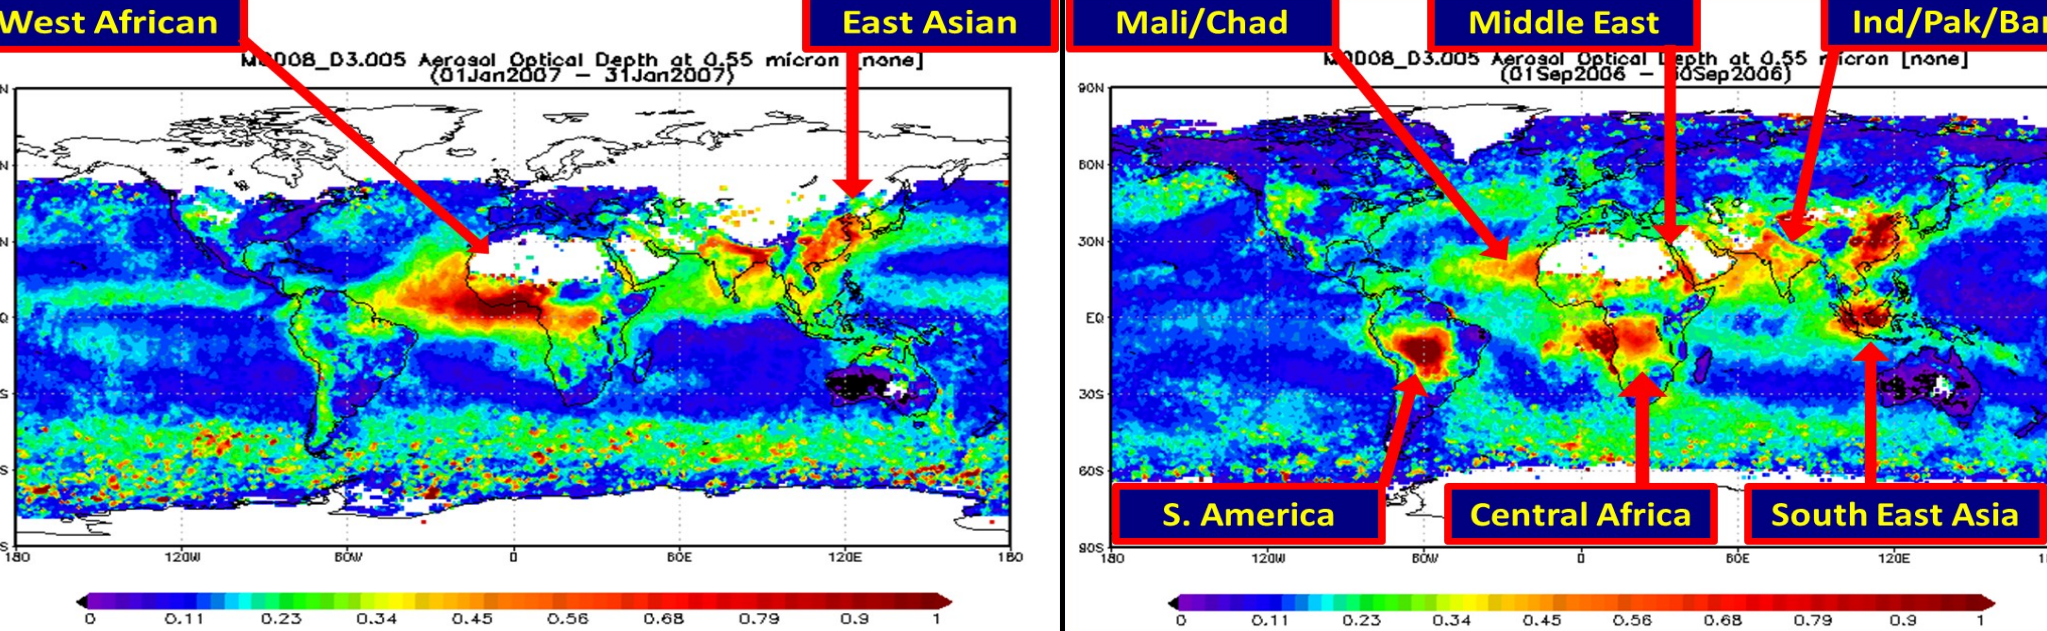 West African
East Asian
MOD08_D3.005 Aerosol Optical Depth at 0.55 micron [none]
(01Jan2007 – 31Jan2007)
N
N
N
Q
S
S
S
180 120W 60W 0 60E 120E 180
0 0.11 0.23 0.34 0.45 0.56 0.68 0.79 0.9 1
Mali/Chad
Middle East
Ind/Pak/Ban
MOD08_D3.005 Aerosol Optical Depth at 0.55 micron [none]
(01Sep2006 – 30Sep2006)
90N
60N
30N
EQ
30S
60S
90S
S. America
Central Africa
South East Asia
180 120W 60W 0 60E 120E 1
0 0.11 0.23 0.34 0.45 0.56 0.68 0.79 0.9 1